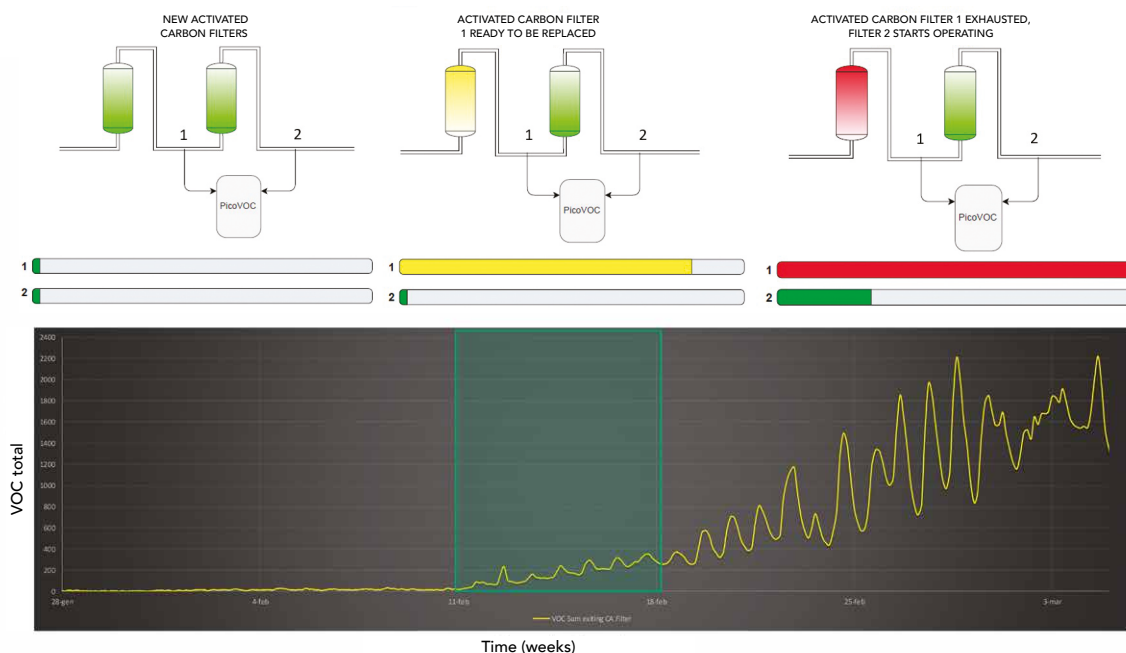 NEW ACTIVATED
CARBON FILTERS
ACTIVATED CARBON FILTER
1 READY TO BE REPLACED
ACTIVATED CARBON FILTER 1 EXHAUSTED,
FILTER 2 STARTS OPERATING
1
2
PicoVOC
1
2
PicoVOC
1
2
PicoVOC
1
2
1
2
1
2
VOC total
2400
2200
2000
1800
1600
1400
1200
1000
800
600
400
200
0
28-gen
4-feb
11-feb
18-feb
25-feb
3-mar
VOC Sum exiting CA Filter
Time (weeks)